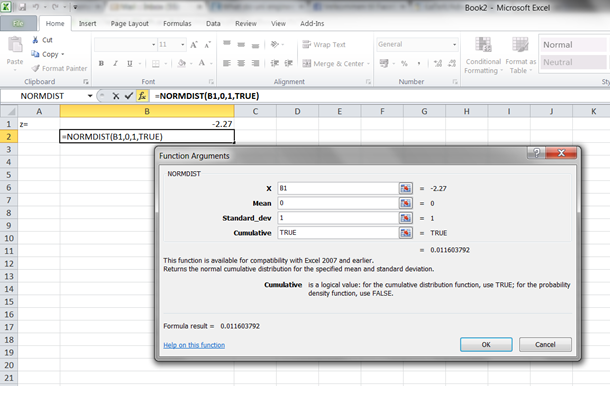 Book2 - Microsoft Excel
File Home Insert Page Layout Formulas Data Review View Add-Ins
Cut
Copy
Format Painter
Paste
Clipboard
11
B I U
Font
Wrap Text
Merge & Center
Alignment
General
$ % ,
Number
Conditional Formatting
Format as Table
Normal
Neutral
NORMDIST
fx
=NORMDIST(B1,0,1,TRUE)
A B C D E F G H I J K
1 z= -2.27
2 =NORMDIST(B1,0,1,TRUE)
3
4
5
6
7
8
9
10
11
12
13
14
15
16
17
18
19
20
21
Function Arguments
NORMDIST
X B1 = -2.27
Mean 0 = 0
Standard_dev 1 = 1
Cumulative TRUE = TRUE
= 0.011603792
This function is available for compatibility with Excel 2007 and earlier.
Returns the normal cumulative distribution for the specified mean and standard deviation.
Cumulative is a logical value: for the cumulative distribution function, use TRUE; for the probability
density function, use FALSE.
Formula result = 0.011603792
Help on this function
OK Cancel